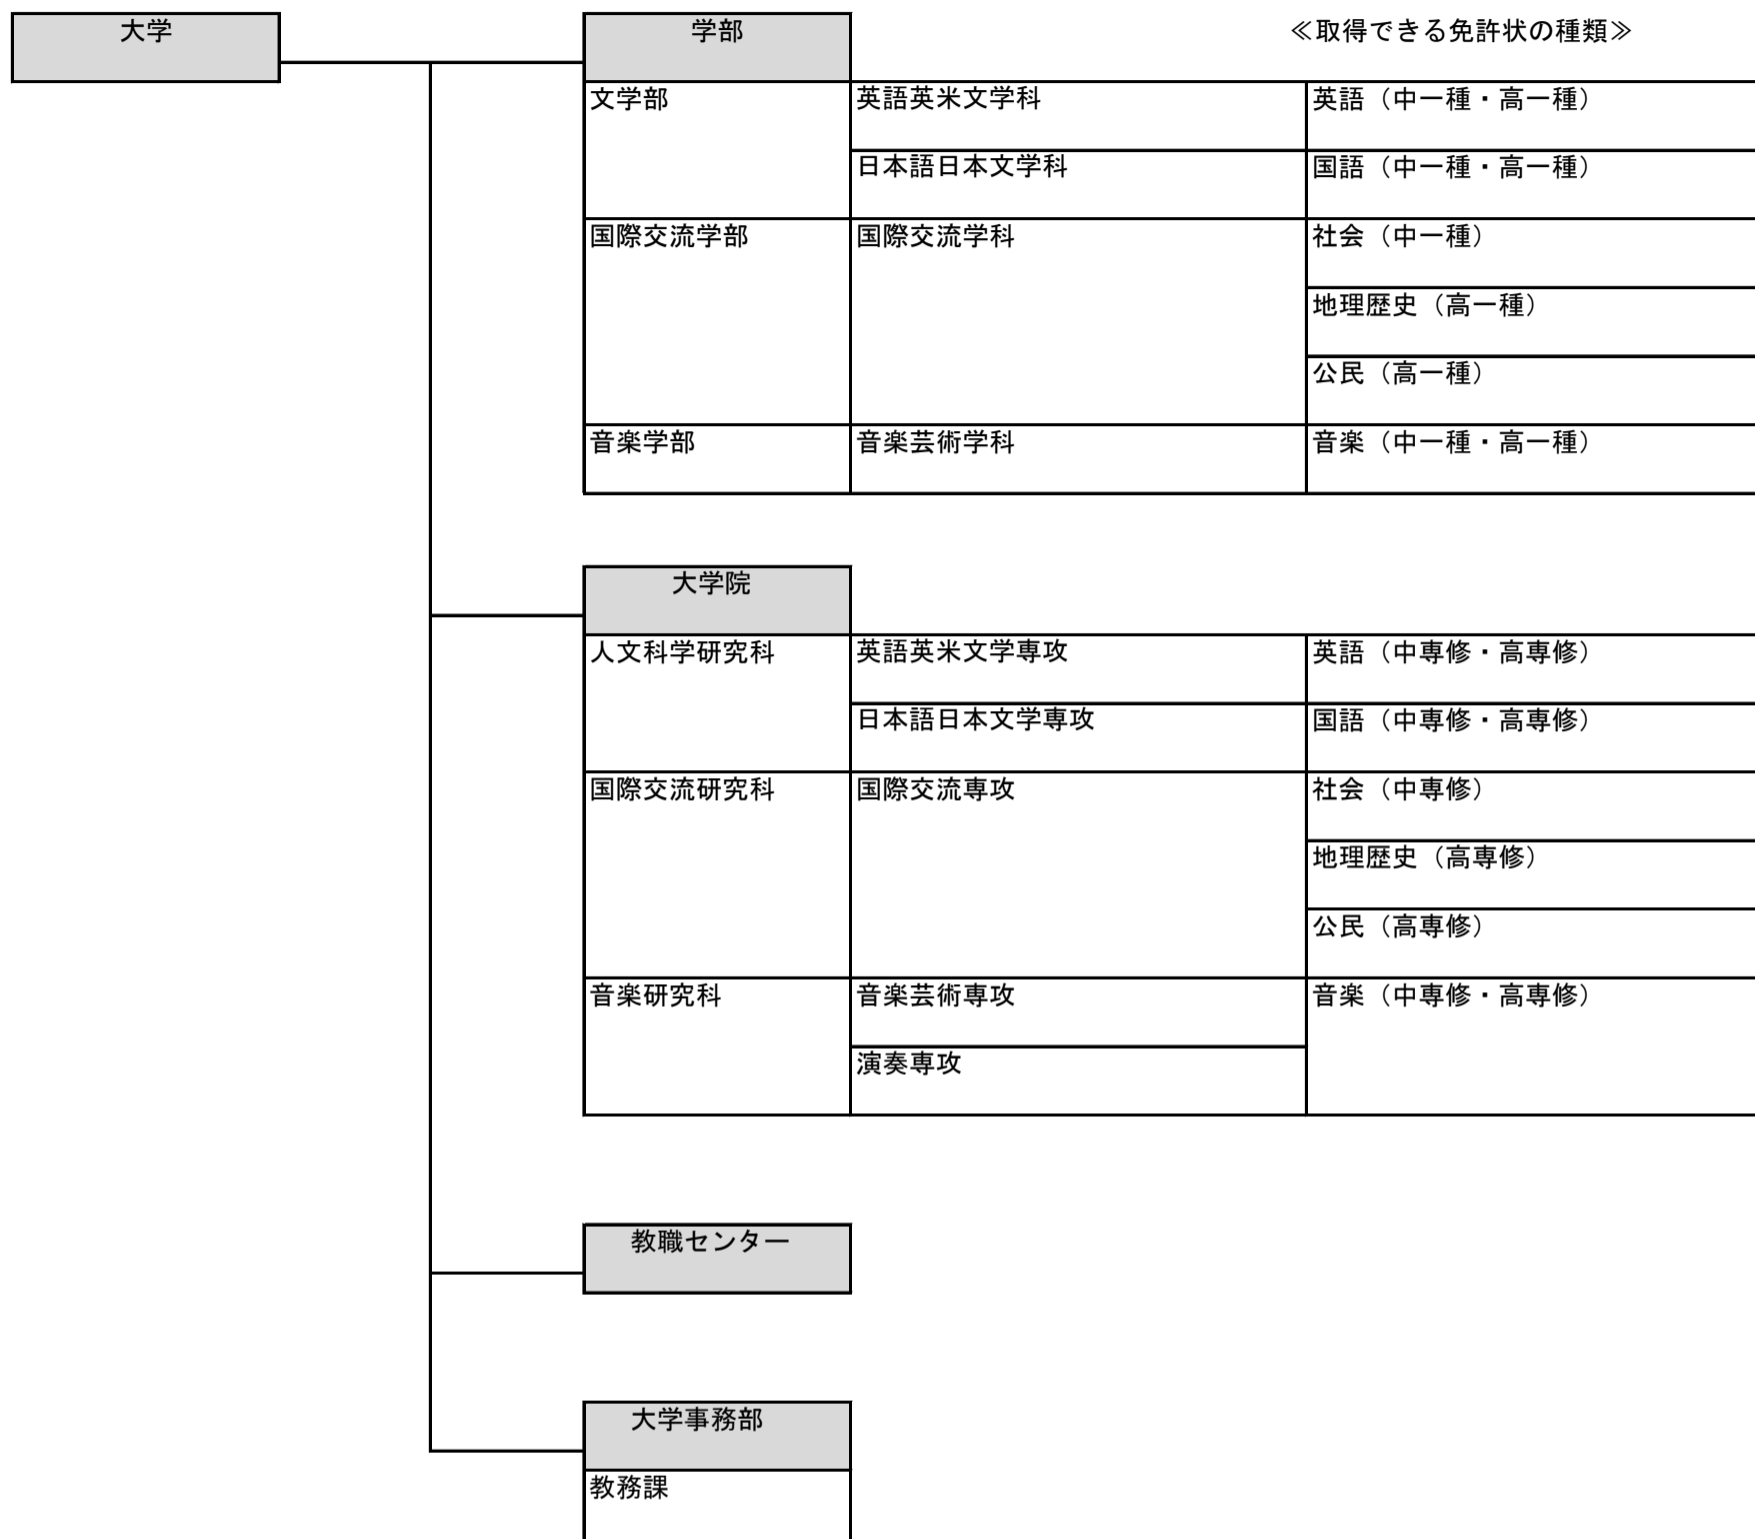 大学
学部
≪取得できる免許状の種類≫
文学部
英語英米文学科
英語（中一種・高一種）
日本語日本文学科
国語（中一種・高一種）
国際交流学部
国際交流学科
社会（中一種）
地理歴史（高一種）
公民（高一種）
音楽学部
音楽芸術学科
音楽（中一種・高一種）
大学院
人文科学研究科
英語英米文学専攻
英語（中専修・高専修）
日本語日本文学専攻
国語（中専修・高専修）
国際交流研究科
国際交流専攻
社会（中専修）
地理歴史（高専修）
公民（高専修）
音楽研究科
音楽芸術専攻
音楽（中専修・高専修）
演奏専攻
教職センター
大学事務部
教務課